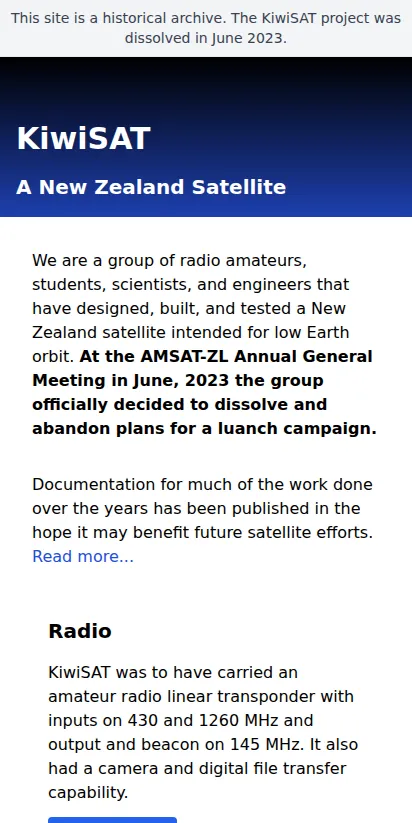 This site is a historical archive. The KiwiSAT project was
dissolved in June 2023.
KiwiSAT
A New Zealand Satellite
We are a group of radio amateurs,
students, scientists, and engineers that
have designed, built, and tested a New
Zealand satellite intended for low Earth
orbit. At the AMSAT-ZL Annual General
Meeting in June, 2023 the group
officially decided to dissolve and
abandon plans for a luanch campaign.
Documentation for much of the work done
over the years has been published in the
hope it may benefit future satellite efforts.
Read more...
Radio
KiwiSAT was to have carried an
amateur radio linear transponder with
inputs on 430 and 1260 MHz and
output and beacon on 145 MHz. It also
had a camera and digital file transfer
capability.